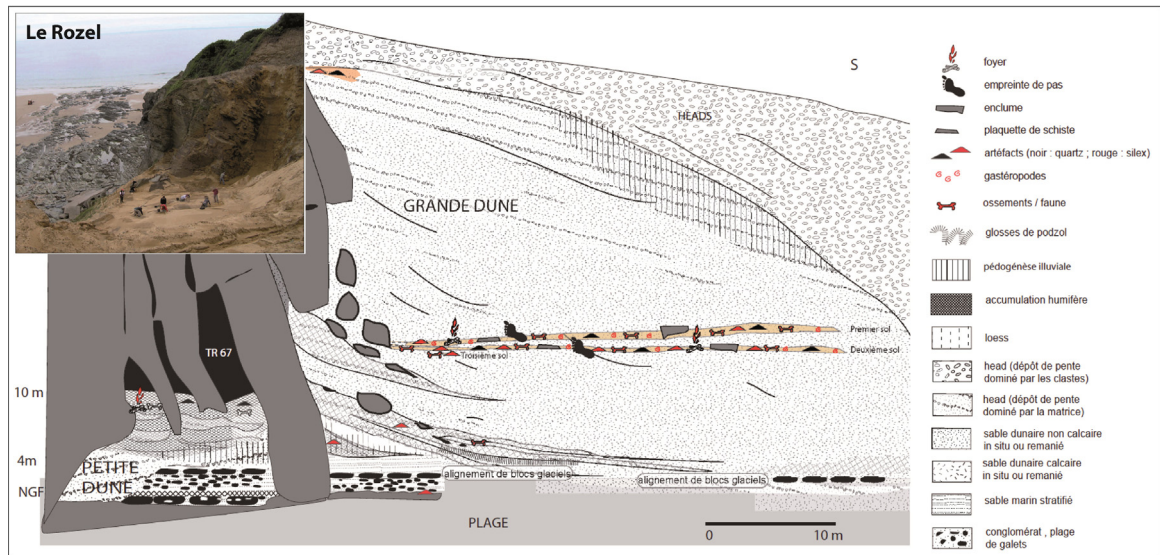 Le Rozel
S
HEADS
GRANDE DUNE
Premier sol
Troisième sol
Deuxième sol
TR 67
10 m
4m
PETITE
DUNE
alignement de blocs glaciels
alignement de blocs glaciels
NGF
PLAGE
0
10 m
foyer
empreinte de pas
enclume
plaquette de schiste
artéfacts (noir : quartz ; rouge : silex)
gastéropodes
ossements / faune
glosses de podzol
pédogénèse illuviale
accumulation humifère
loess
head (dépôt de pente
dominé par les clastes)
head (dépôt de pente
dominé par la matrice)
sable dunaire non calcaire
in situ ou remanié
sable dunaire calcaire
in situ ou remanié
sable marin stratifié
conglomérat , plage
de galets